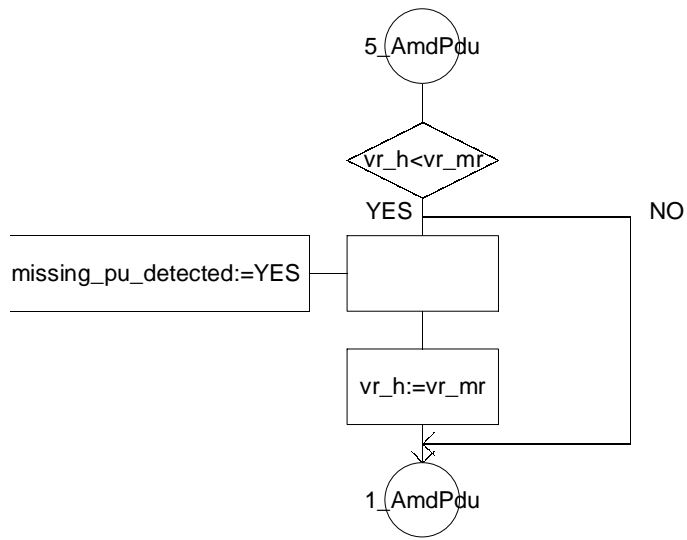 5_AmdPdu
vr_h<vr_mr
YES
NO
missing_pu_detected:=YES
vr_h:=vr_mr
1_AmdPdu